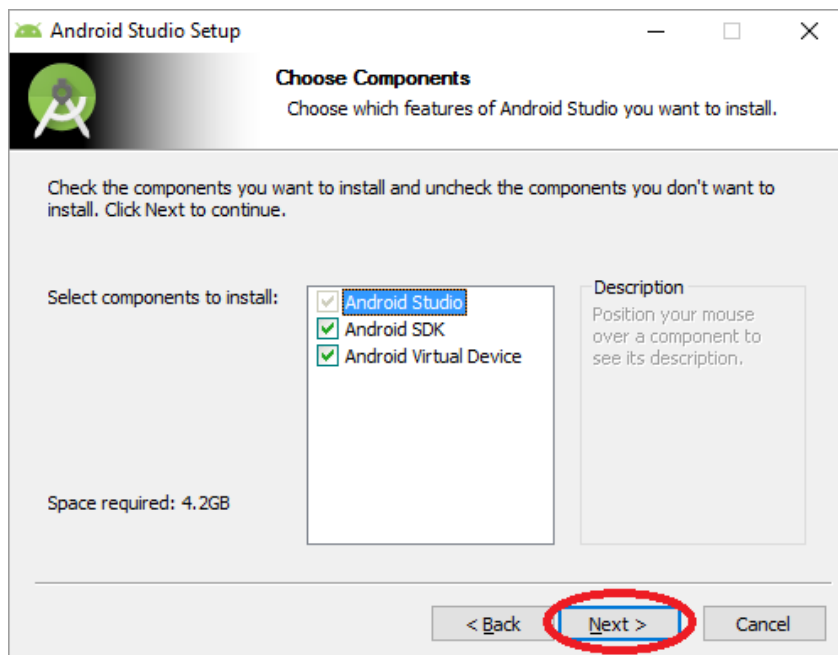 Android Studio Setup
Choose Components
Choose which features of Android Studio you want to install.
Check the components you want to install and uncheck the components you don't want to
install. Click Next to continue.
Select components to install:
Android Studio
Android SDK
Android Virtual Device
Description
Position your mouse
over a component to
see its description.
Space required: 4.2GB
< Back
Next >
Cancel